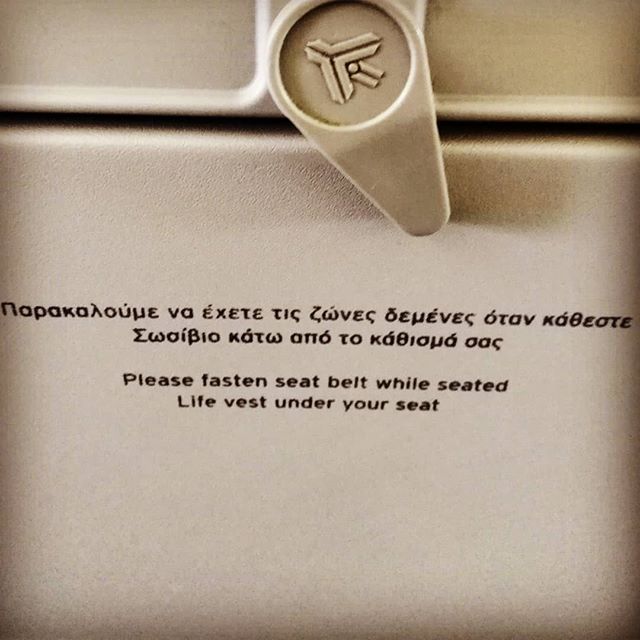 Παρακαλούμε να έχετε τις ζώνες δεμένες όταν κάθεστε
Σωσίβιο κάτω από το κάθισμά σας
Please fasten seat belt while seated
Life vest under your seat